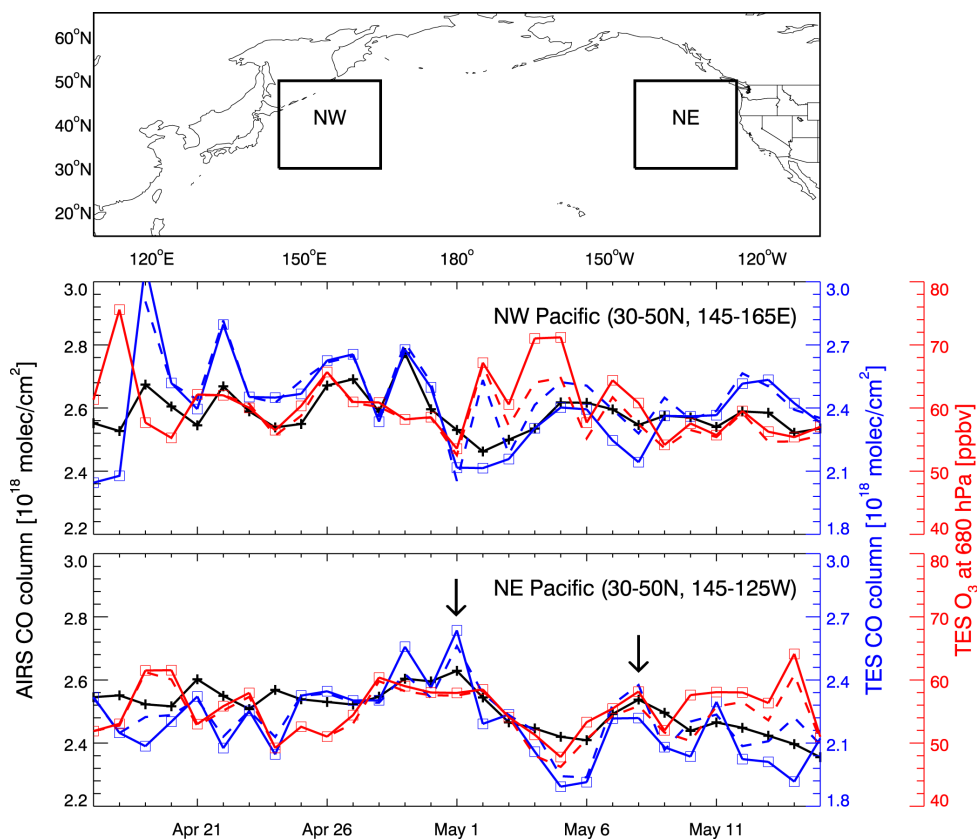 60°N
50°N
40°N
30°N
20°N
NW
NE
120°E 150°E 180° 150°W 120°W
NW Pacific (30-50N, 145-165E)
3.0
2.8
2.6
2.4
2.2
3.0
2.7
2.4
2.1
1.8
80
70
60
50
40
NE Pacific (30-50N, 145-125W)
3.0
2.8
2.6
2.4
2.2
3.0
2.7
2.4
2.1
1.8
80
70
60
50
40
AIRS CO column [10¹⁸ molec/cm²]
TES CO column [10¹⁸ molec/cm²]
TES O₃ at 680 hPa [ppbv]
Apr 21 Apr 26 May 1 May 6 May 11